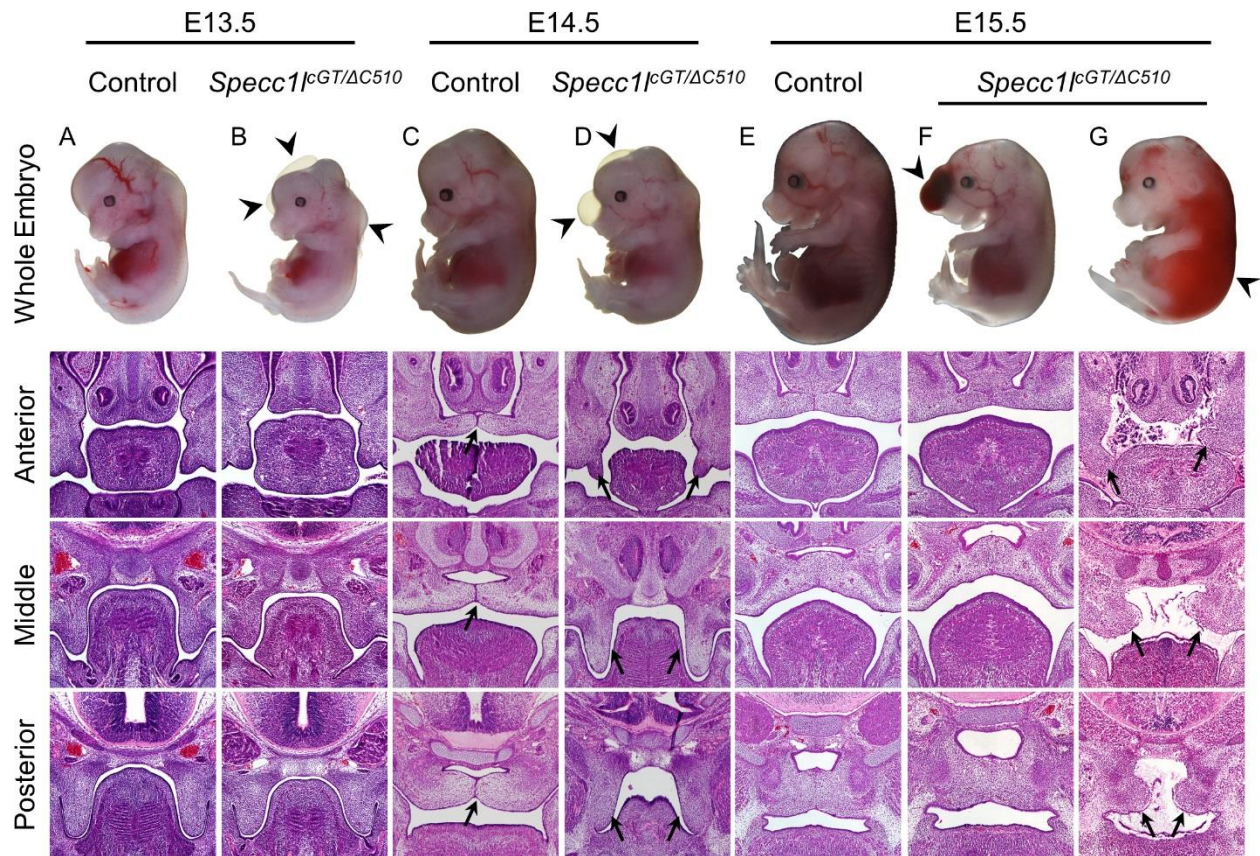 E13.5 E14.5 E15.5
Control Specc1l^cGT/ΔC510 Control Specc1l^cGT/ΔC510 Control Specc1l^cGT/ΔC510
A B C D E F G
Whole Embryo
Anterior
Middle
Posterior